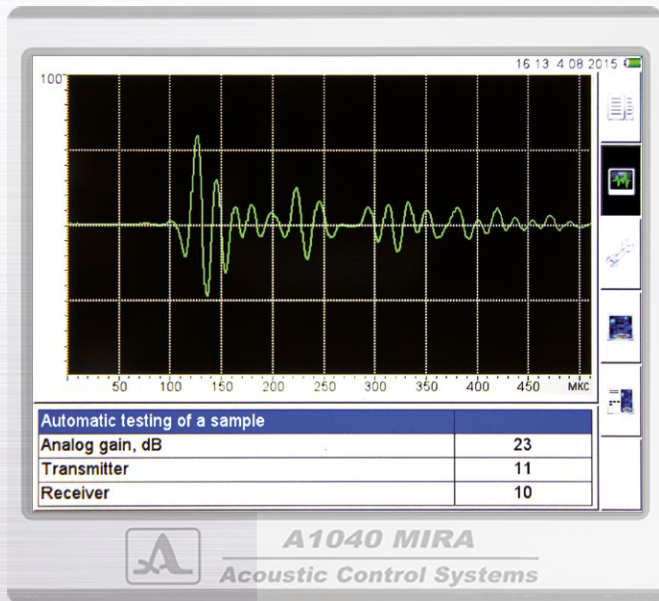 16 13 4 08 2015
100
50 100 150 200 250 300 350 400 450 мкс
Automatic testing of a sample
Analog gain, dB 23
Transmitter 11
Receiver 10
A1040 MIRA
Acoustic Control Systems